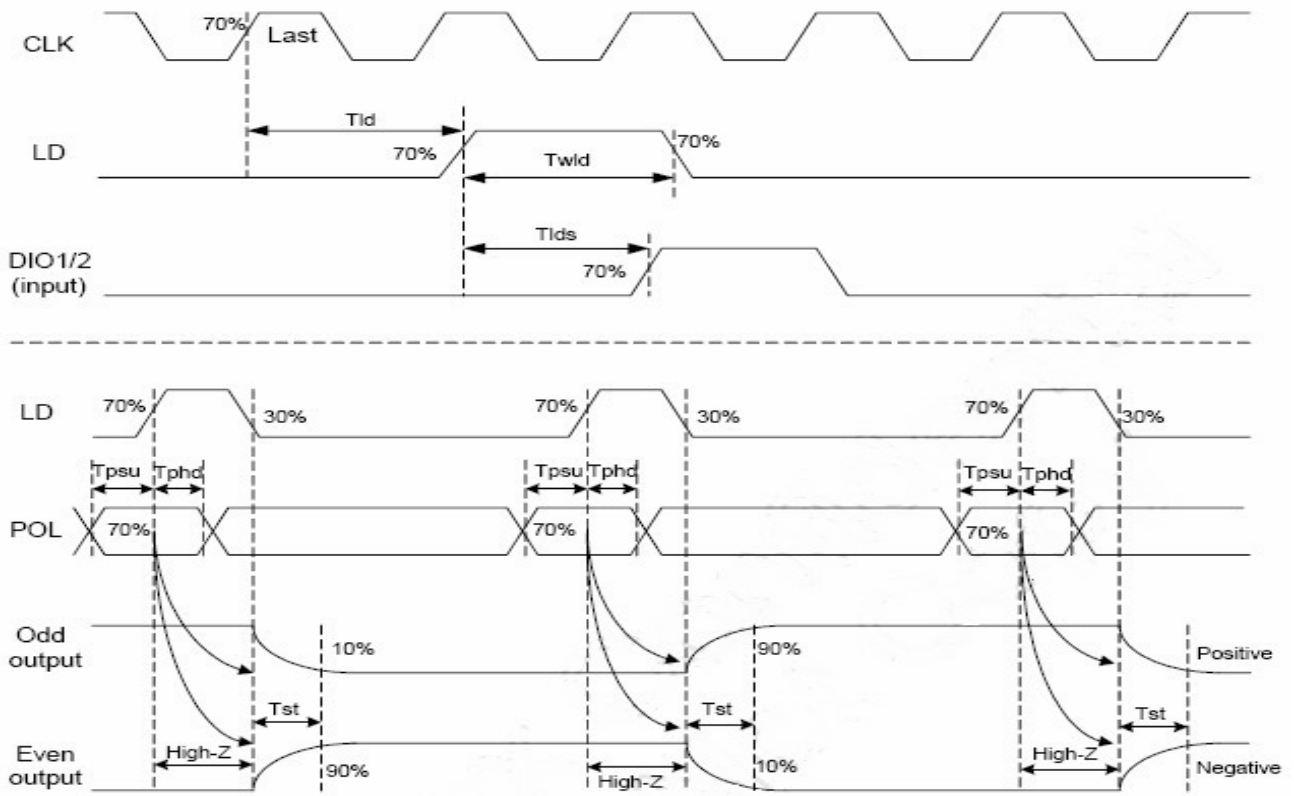 CLK
70%
Last
Tld
LD
70%
70%
Twld
Tlds
DIO1/2
(input)
70%
LD
70%
30%
70%
30%
70%
30%
Tpsu
Tphd
Tpsu
Tphd
Tpsu
Tphd
POL
70%
70%
70%
Odd
output
10%
90%
Positive
Tst
Tst
Tst
Even
output
High-Z
90%
High-Z
10%
High-Z
Negative